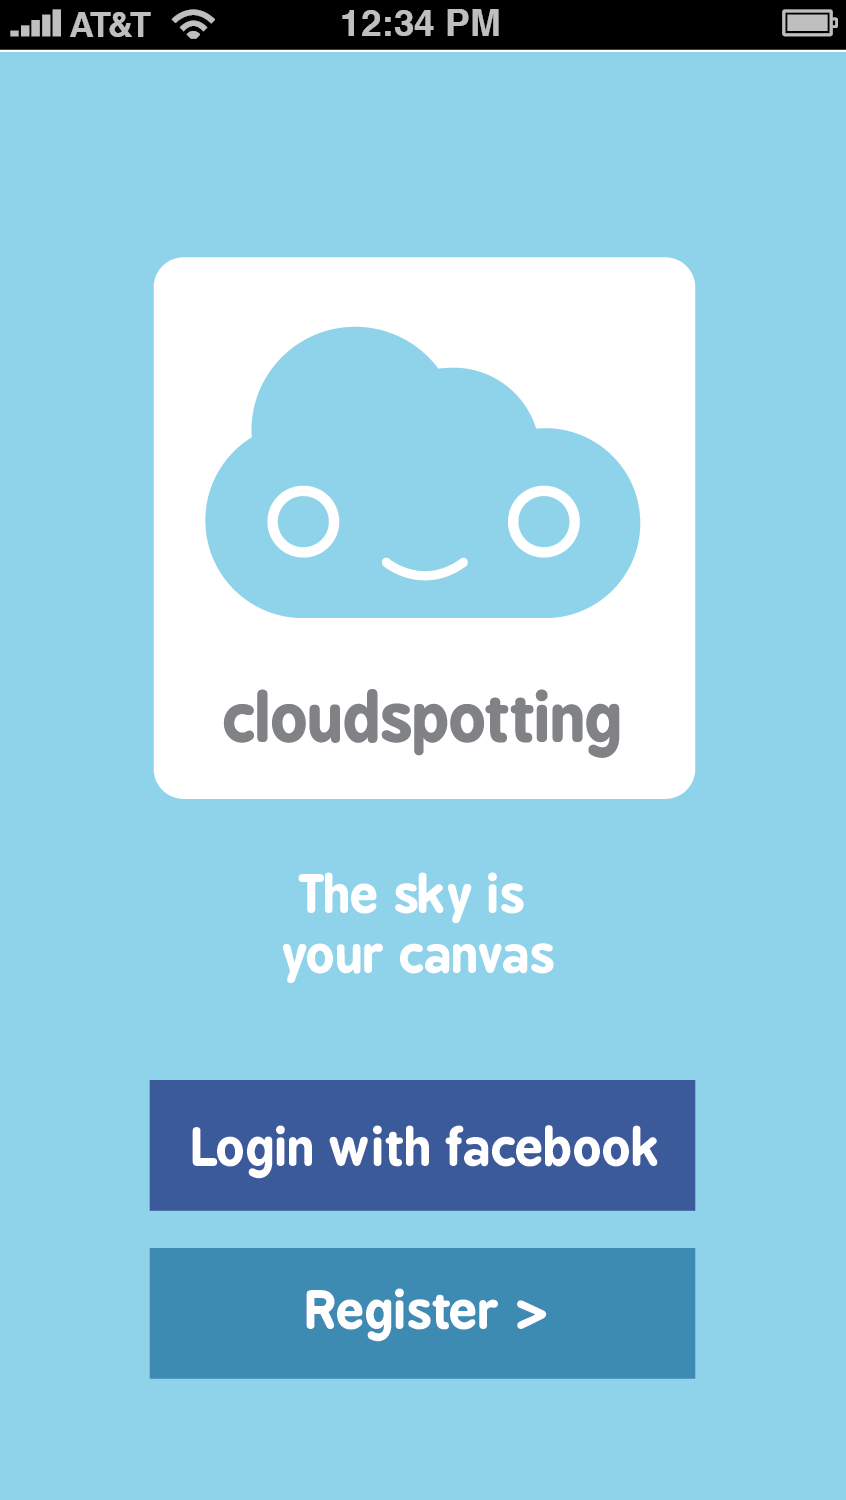 AT&T 12:34 PM
cloudspotting
The sky is
your canvas
Login with facebook
Register >